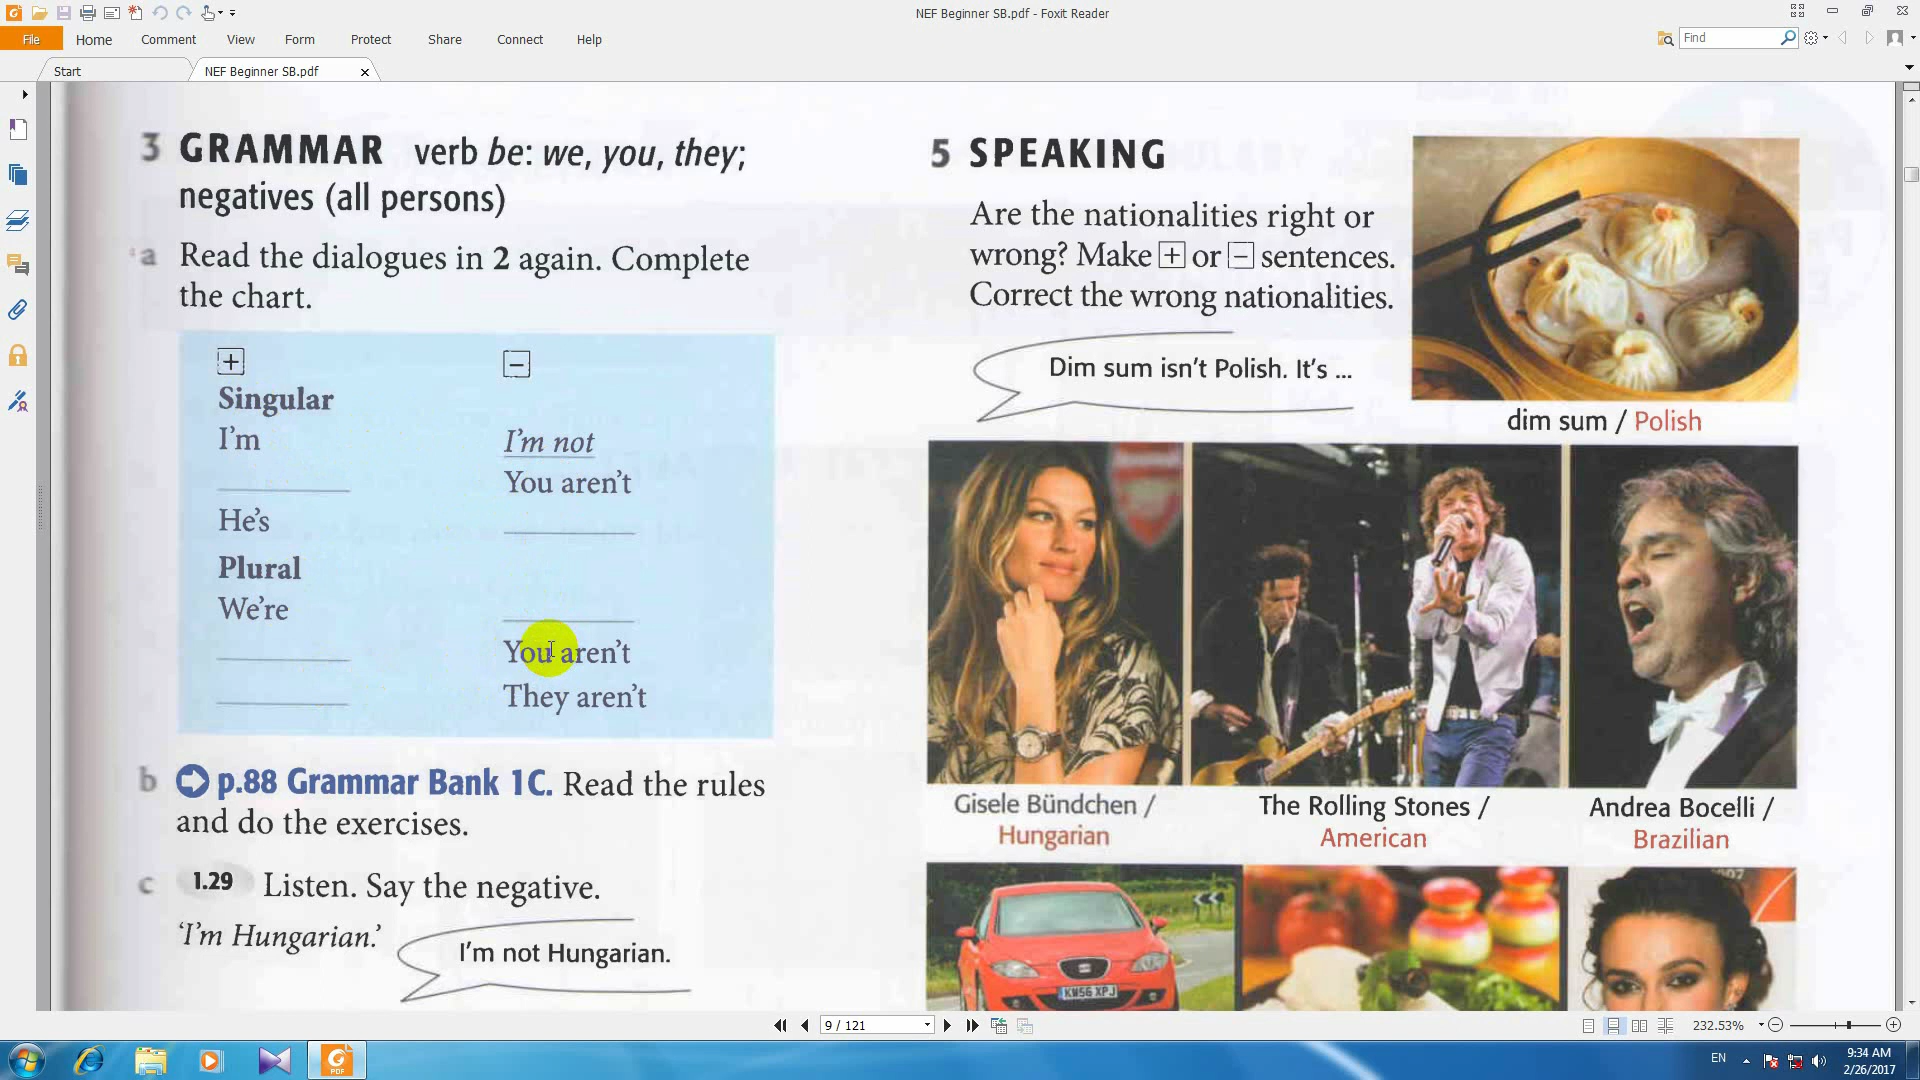 NEF Beginner SB.pdf - Foxit Reader
File Home Comment View Form Protect Share Connect Help
Find
Start
NEF Beginner SB.pdf
3 GRAMMAR verb be: we, you, they;
negatives (all persons)
a Read the dialogues in 2 again. Complete
the chart.
+ −
Singular
I'm I'm not
You aren't
He's
Plural
We're
You aren't
They aren't
b p.88 Grammar Bank 1C. Read the rules
and do the exercises.
c 1.29 Listen. Say the negative.
'I'm Hungarian.'
I'm not Hungarian.
5 SPEAKING
Are the nationalities right or
wrong? Make + or − sentences.
Correct the wrong nationalities.
Dim sum isn't Polish. It's ...
dim sum / Polish
Gisele Bündchen /
Hungarian
The Rolling Stones /
American
Andrea Bocelli /
Brazilian
KW56 XPJ
9 / 121
232.53%
PDF
EN
9:34 AM
2/26/2017